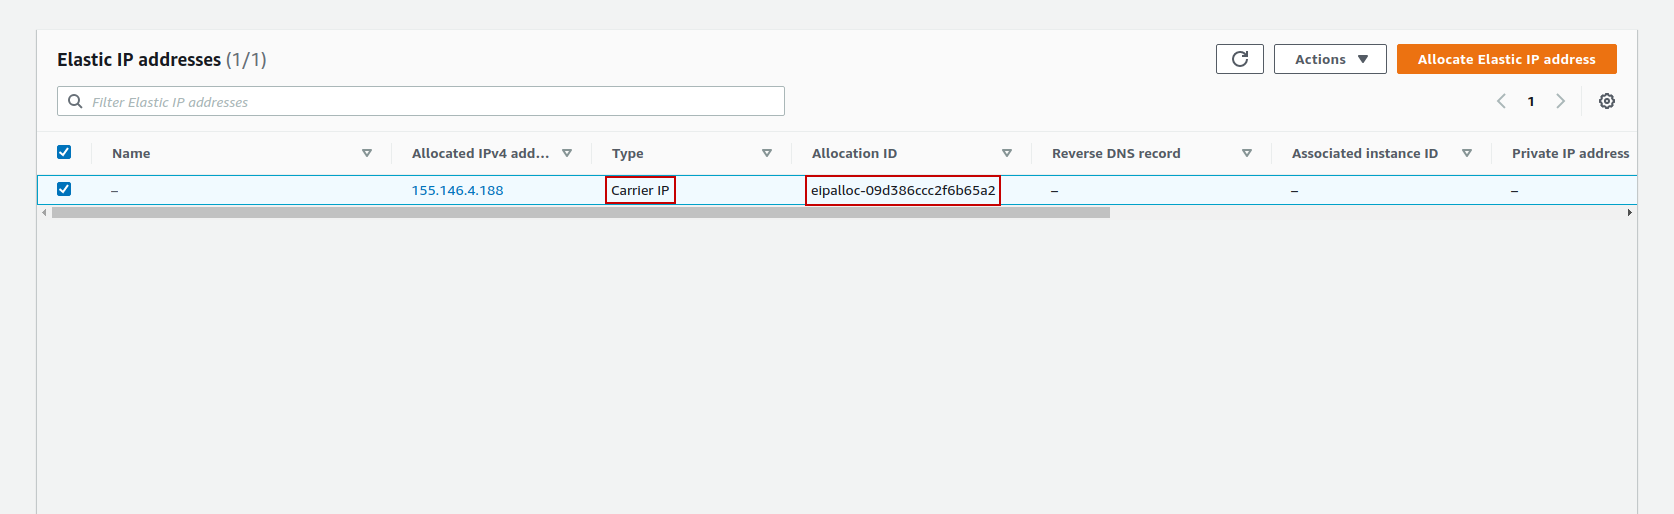 Elastic IP addresses (1/1)
Actions
Allocate Elastic IP address
Filter Elastic IP addresses
1
Name Allocated IPv4 add... Type Allocation ID Reverse DNS record Associated instance ID Private IP address
– 155.146.4.188 Carrier IP eipalloc-09d386ccc2f6b65a2 – – –